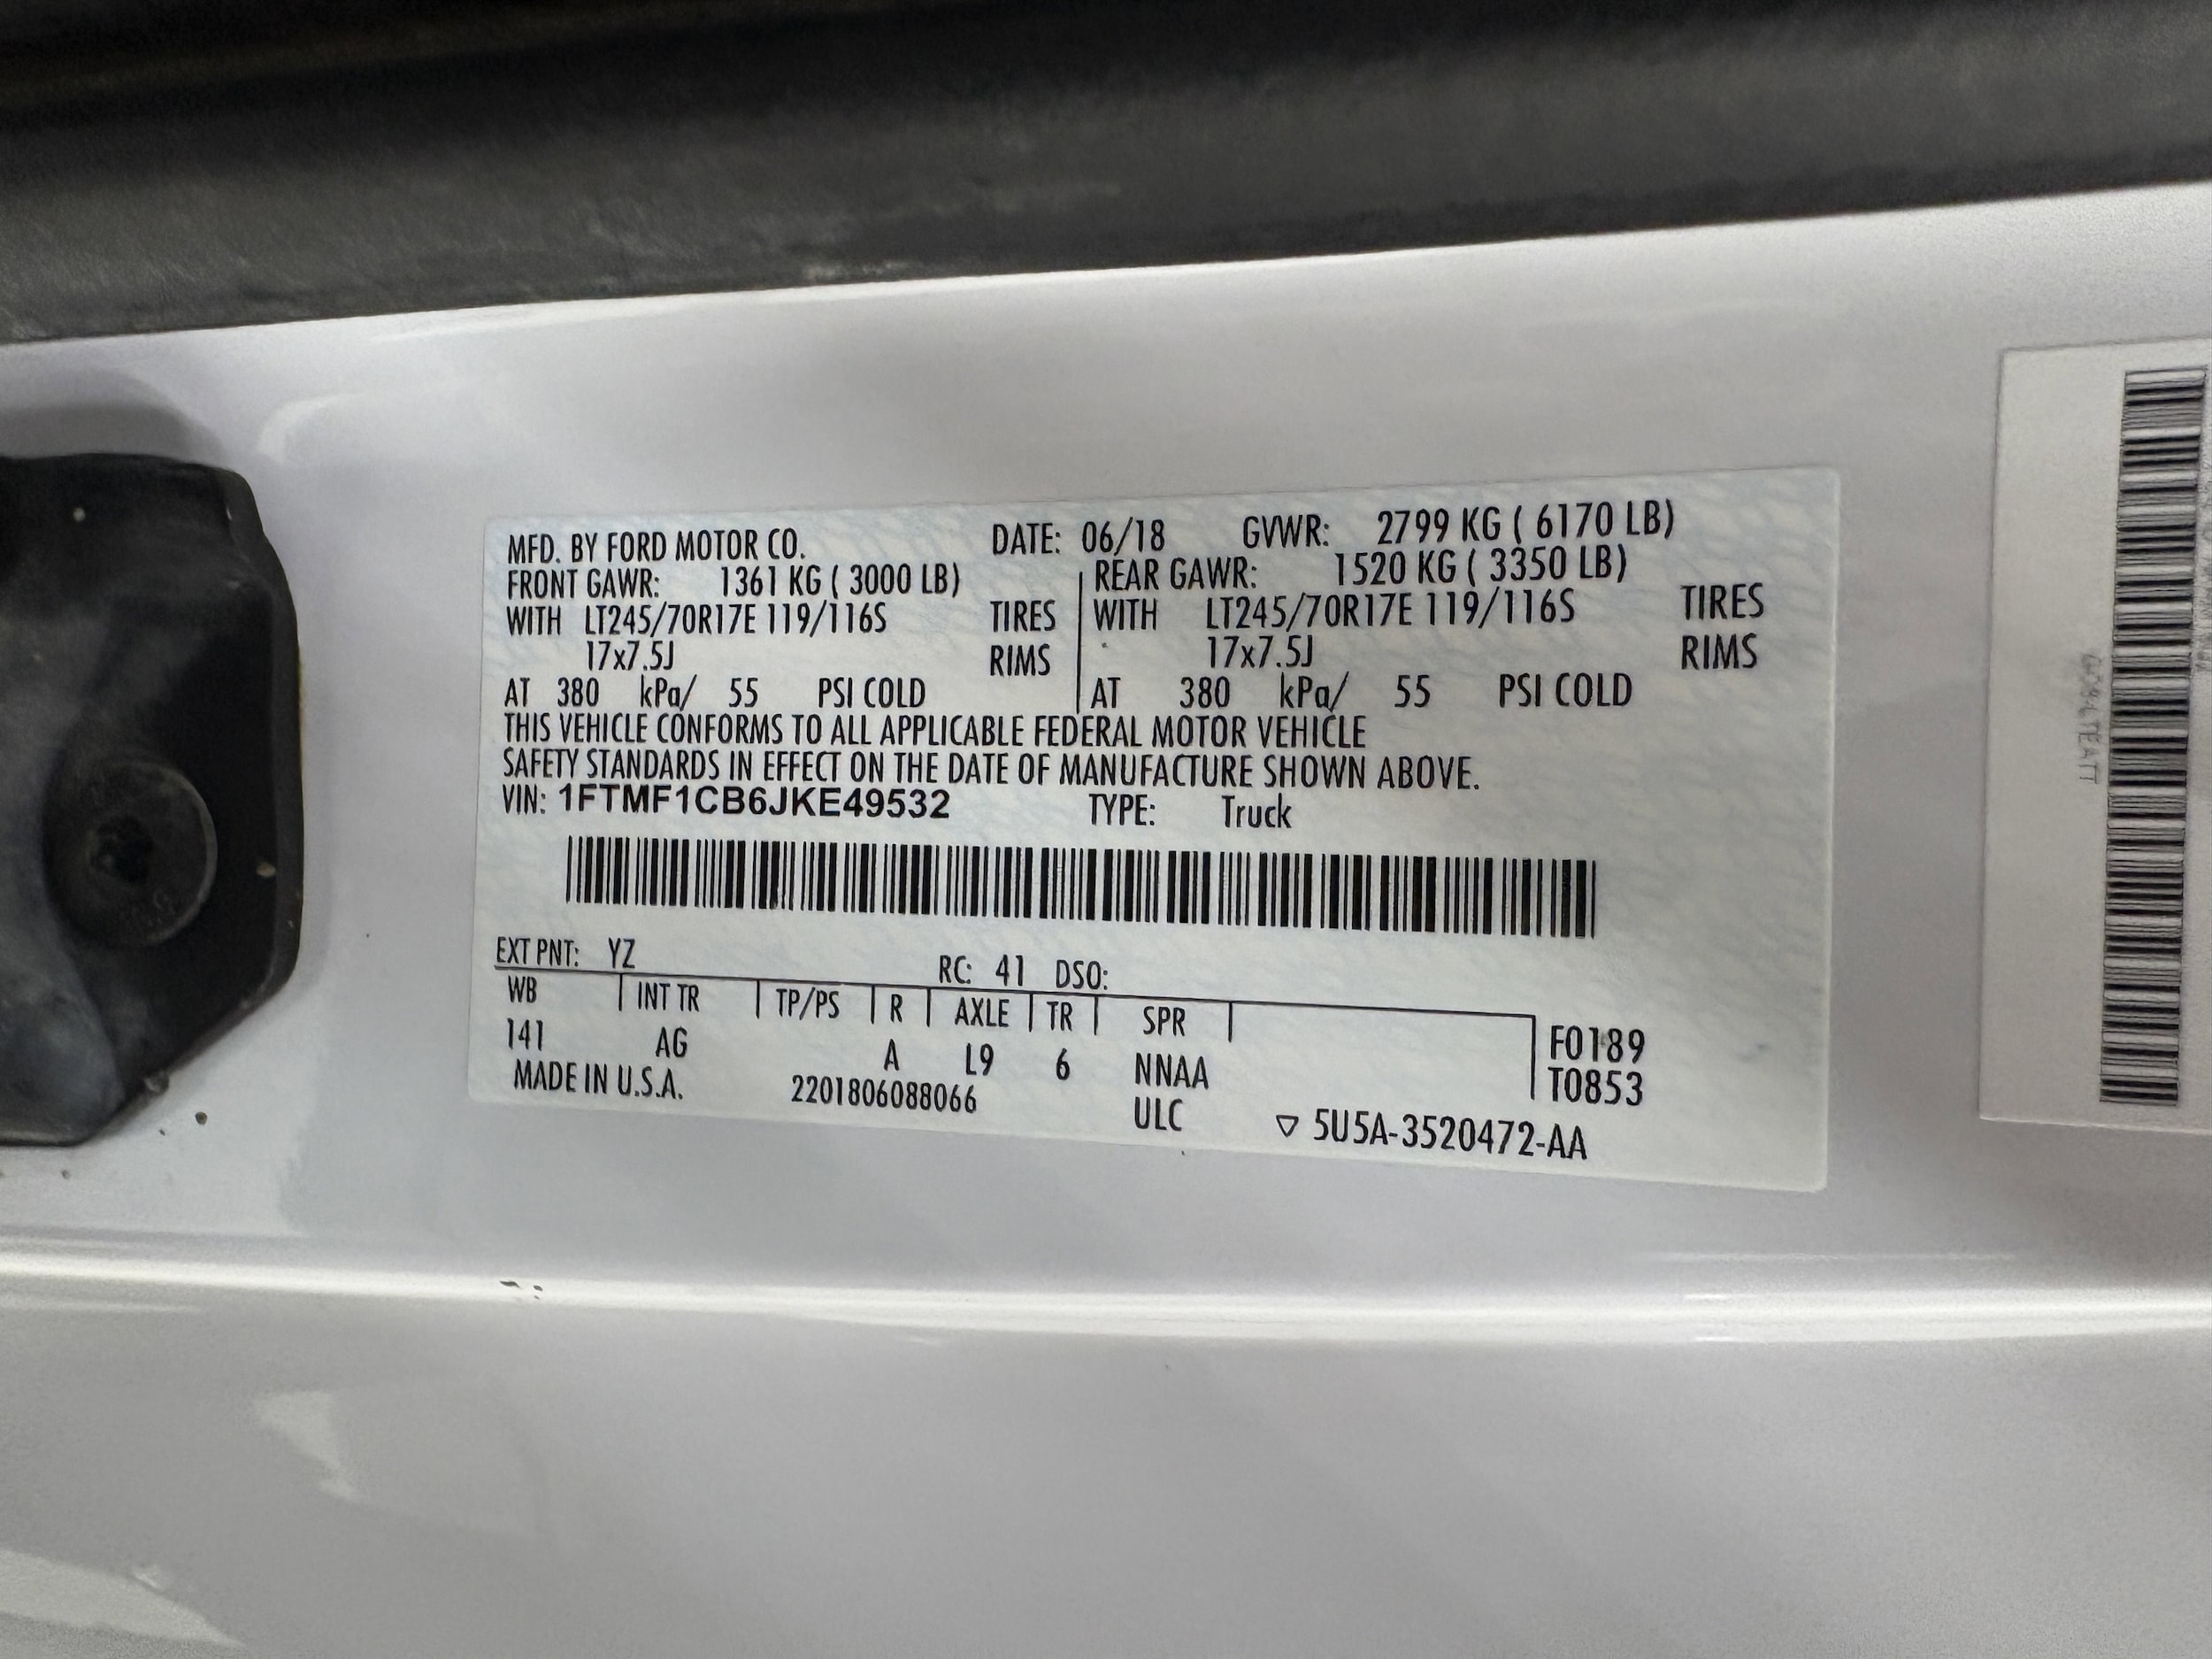 MFD. BY FORD MOTOR CO. DATE: 06/18 GVWR: 2799 KG ( 6170 LB)
FRONT GAWR: 1361 KG ( 3000 LB) REAR GAWR: 1520 KG ( 3350 LB)
WITH LT245/70R17E 119/116S TIRES WITH LT245/70R17E 119/116S TIRES
17x7.5J RIMS 17x7.5J RIMS
AT 380 kPa/ 55 PSI COLD AT 380 kPa/ 55 PSI COLD
THIS VEHICLE CONFORMS TO ALL APPLICABLE FEDERAL MOTOR VEHICLE
SAFETY STANDARDS IN EFFECT ON THE DATE OF MANUFACTURE SHOWN ABOVE.
VIN: 1FTMF1CB6JKE49532 TYPE: Truck
EXT PNT: YZ RC: 41 DSO:
WB INT TR TP/PS R AXLE TR SPR
141 AG A L9 6 NNAA F0189
T0853
MADE IN U.S.A. 2201806088066 ULC ▽ 5U5A-3520472-AA